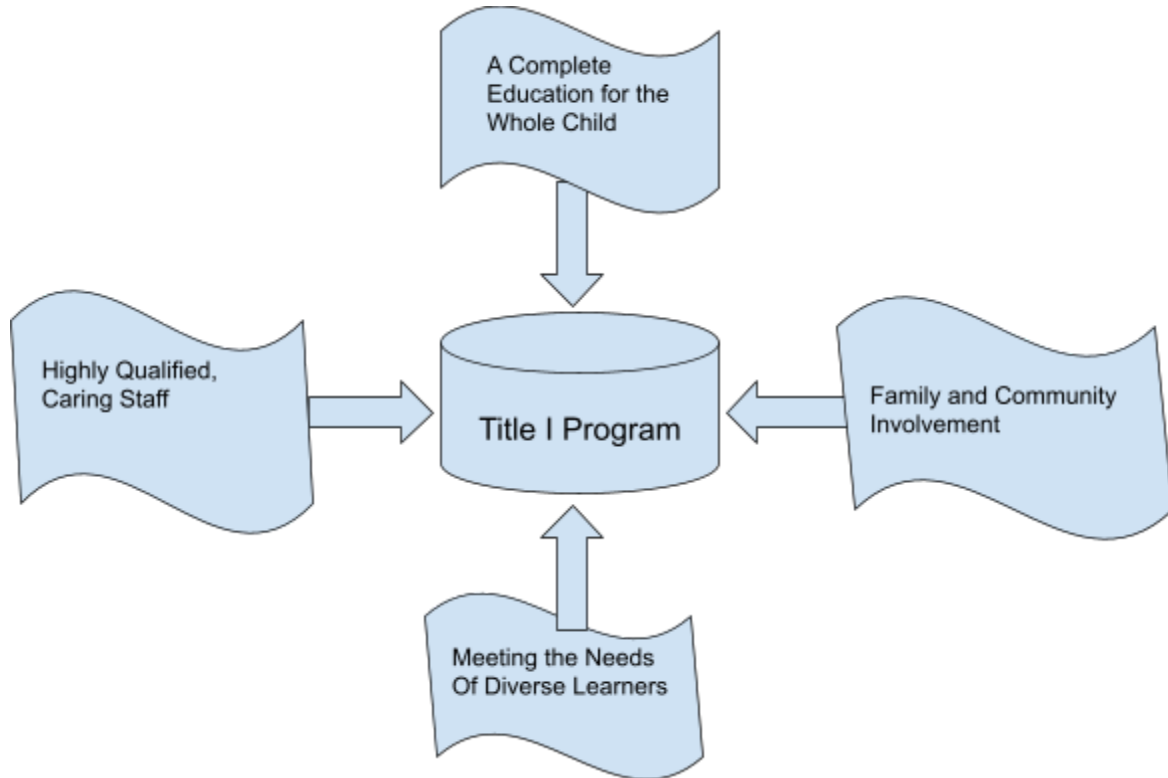 A Complete
Education for the
Whole Child
Highly Qualified,
Caring Staff
Title I Program
Family and Community
Involvement
Meeting the Needs
Of Diverse Learners